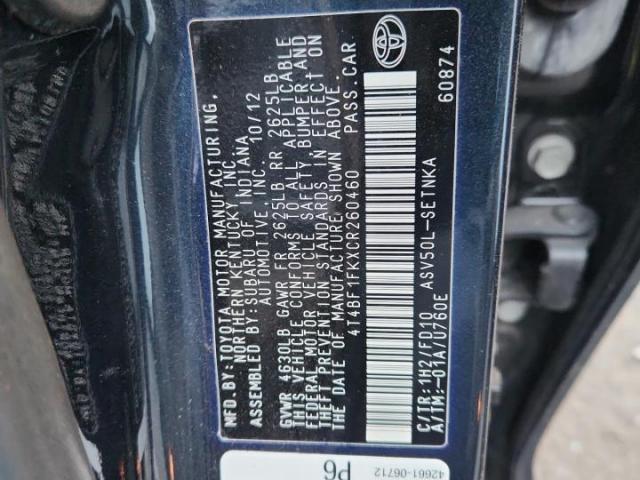 MFD.BY:TOYOTA MOTOR MANUFACTURING,
NORTHERN KENTUCKY, INC.
ASSEMBLED BY:SUBARU OF INDIANA
AUTOMOTIVE INC. 10/12
GVWR 4630LB GAWR FR 2625LB RR 2625LB
THIS VEHICLE CONFORMS TO ALL APPLICABLE
FEDERAL MOTOR VEHICLE SAFETY, BUMPER, AND
THEFT PREVENTION STANDARDS IN EFFECT ON
THE DATE OF MANUFACTURE SHOWN ABOVE.
4T4BF1FKXCR260460 PASS. CAR
C/TR:1H2/FD10 ASV50L-SETNKA
A/TM:-01A/U760E 60874
42661-06712
P6